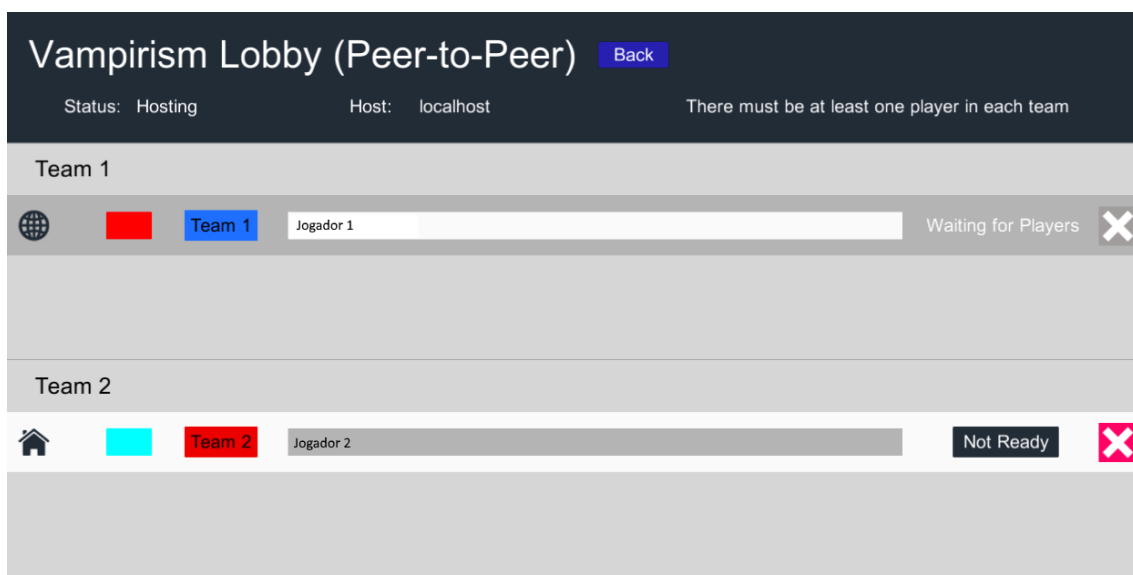 Vampirism Lobby (Peer-to-Peer) Back
Status: Hosting Host: localhost There must be at least one player in each team
Team 1
Team 1 Jogador 1 Waiting for Players
Team 2
Team 2 Jogador 2 Not Ready